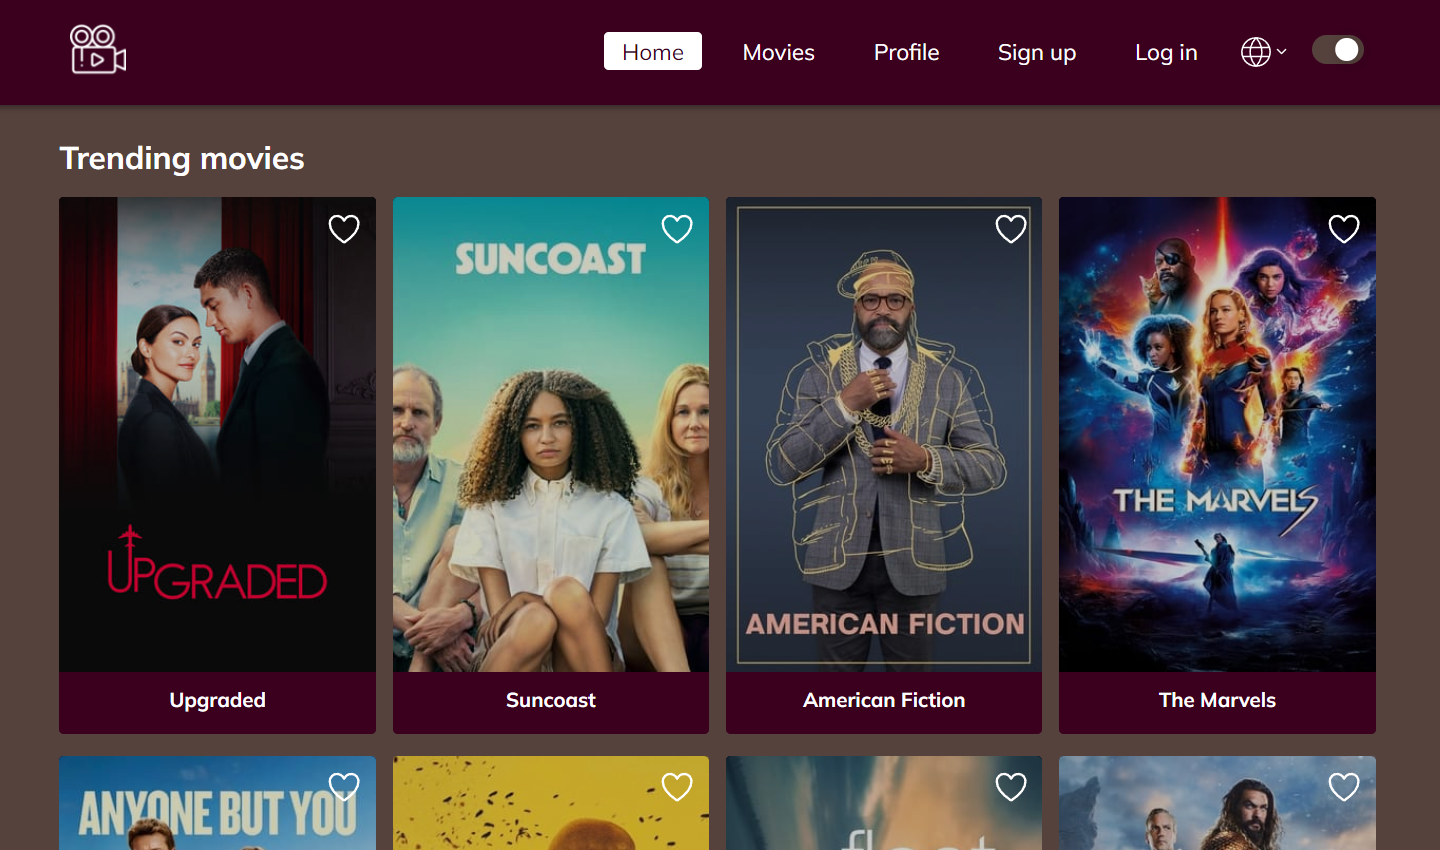 Home Movies Profile Sign up Log in
Trending movies
UPGRADED
SUNCOAST
AMERICAN FICTION
THE MARVELS
Upgraded Suncoast American Fiction The Marvels
ANYONE BUT YOU
float